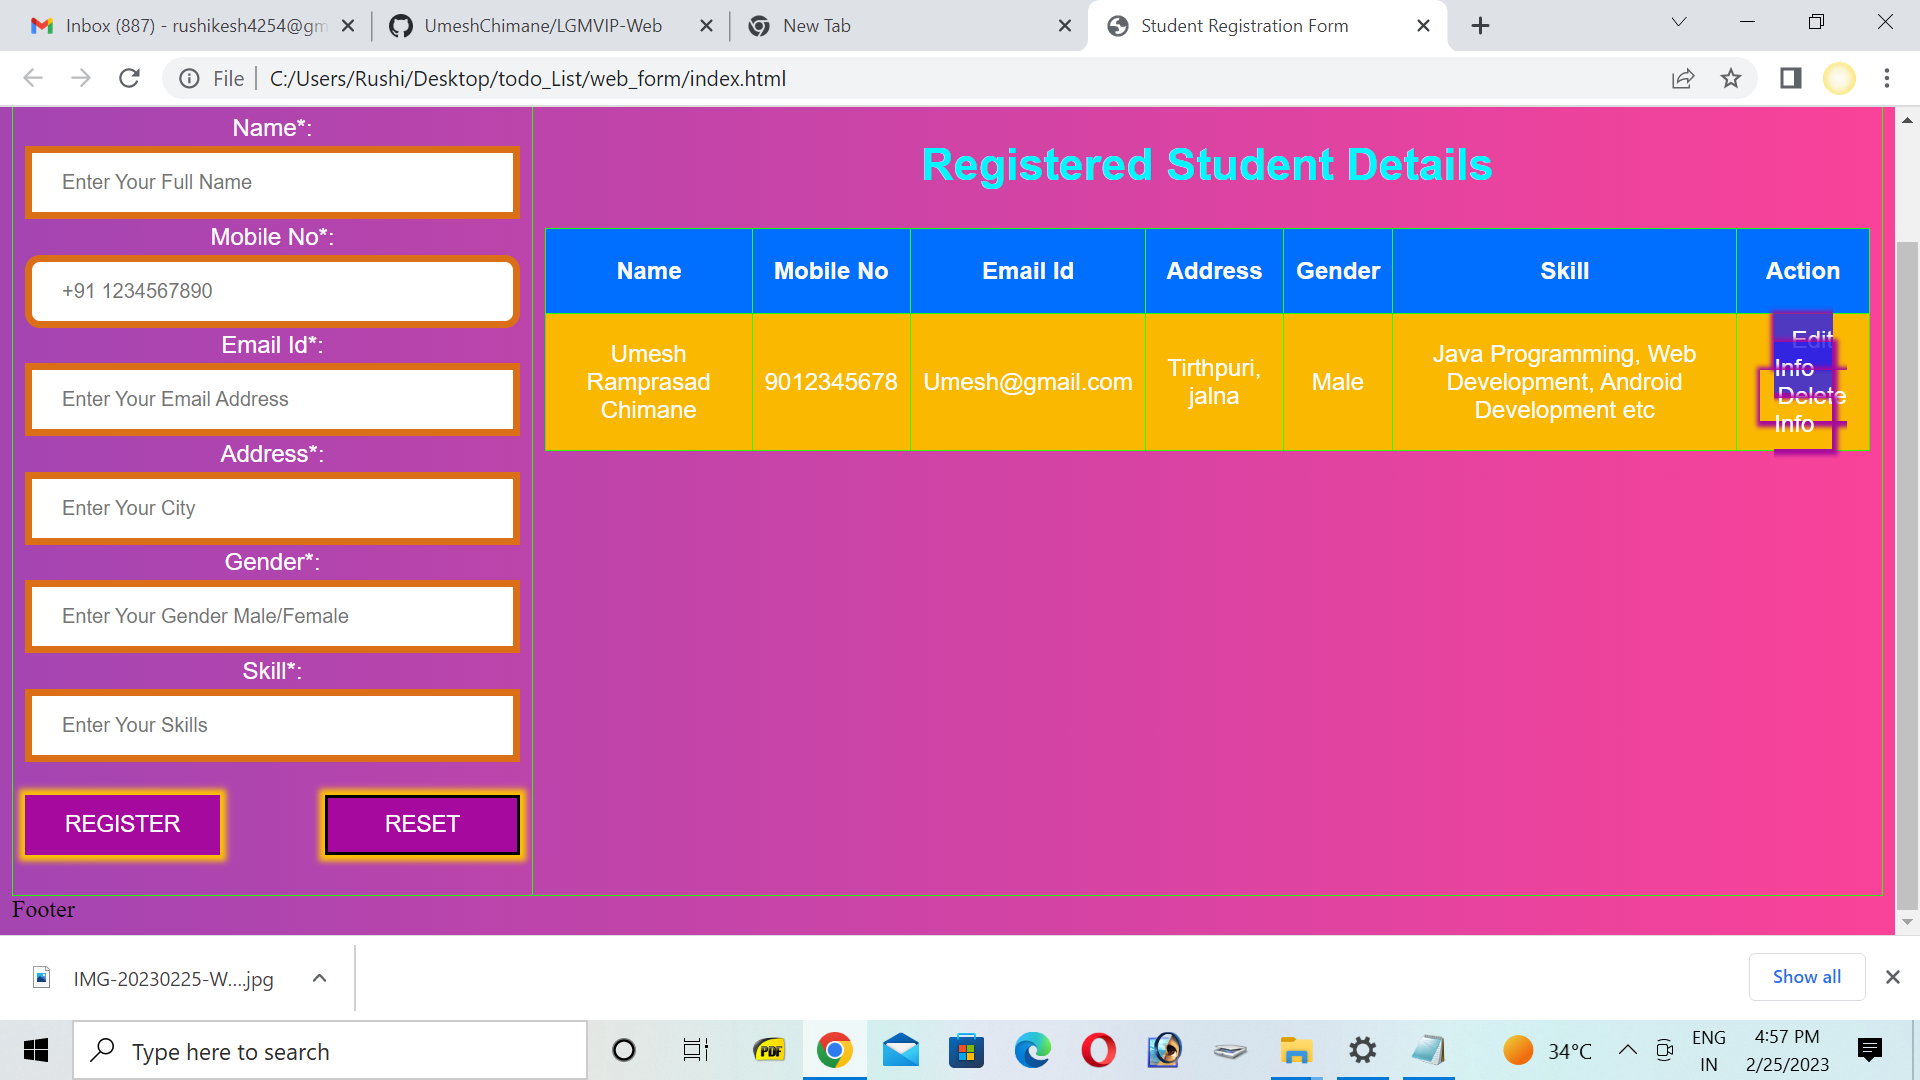 Inbox (887) - rushikesh4254@gm
UmeshChimane/LGMVIP-Web
New Tab
Student Registration Form
File
C:/Users/Rushi/Desktop/todo_List/web_form/index.html
Name*:
Enter Your Full Name
Mobile No*:
+91 1234567890
Email Id*:
Enter Your Email Address
Address*:
Enter Your City
Gender*:
Enter Your Gender Male/Female
Skill*:
Enter Your Skills
REGISTER
RESET
Registered Student Details
Name
Mobile No
Email Id
Address
Gender
Skill
Action
Umesh
Ramprasad
Chimane
9012345678
Umesh@gmail.com
Tirthpuri,
jalna
Male
Java Programming, Web
Development, Android
Development etc
Edit
Info
Delete
Info
Footer
IMG-20230225-W....jpg
Show all
Type here to search
PDF
34°C
ENG
IN
4:57 PM
2/25/2023